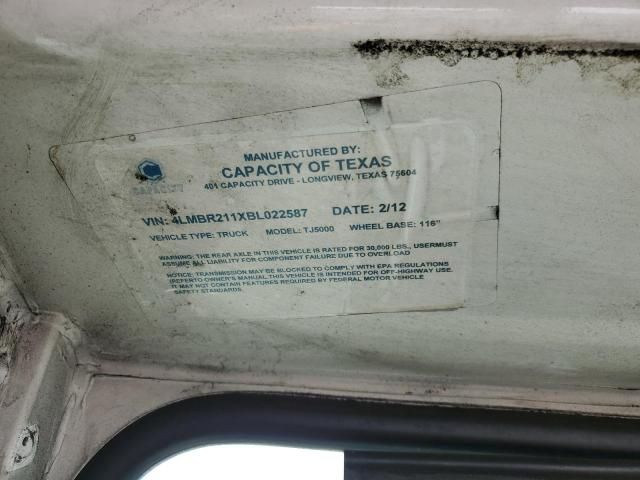 MANUFACTURED BY:
CAPACITY OF TEXAS
401 CAPACITY DRIVE - LONGVIEW, TEXAS 75604
CAPACITY
VIN: 4LMBR211XBL022587 DATE: 2/12
VEHICLE TYPE: TRUCK MODEL: TJ5000 WHEEL BASE: 116"
WARNING: THE REAR AXLE IN THIS VEHICLE IS RATED FOR 30,000 LBS., USERMUST
ASSUME ALL LIABILITY FOR COMPONENT FAILURE DUE TO OVERLOAD
NOTICE: TRANSMISSION MAY BE BLOCKED TO COMPLY WITH EPA REGULATIONS
(REFERTO OWNER'S MANUAL.THIS VEHICLE IS INTENDED FOR OFF-HIGHWAY USE.
IT MAY NOT CONTAIN FEATURES REQUIRED BY FEDERAL MOTOR VEHICLE
SAFETY STANDARDS.